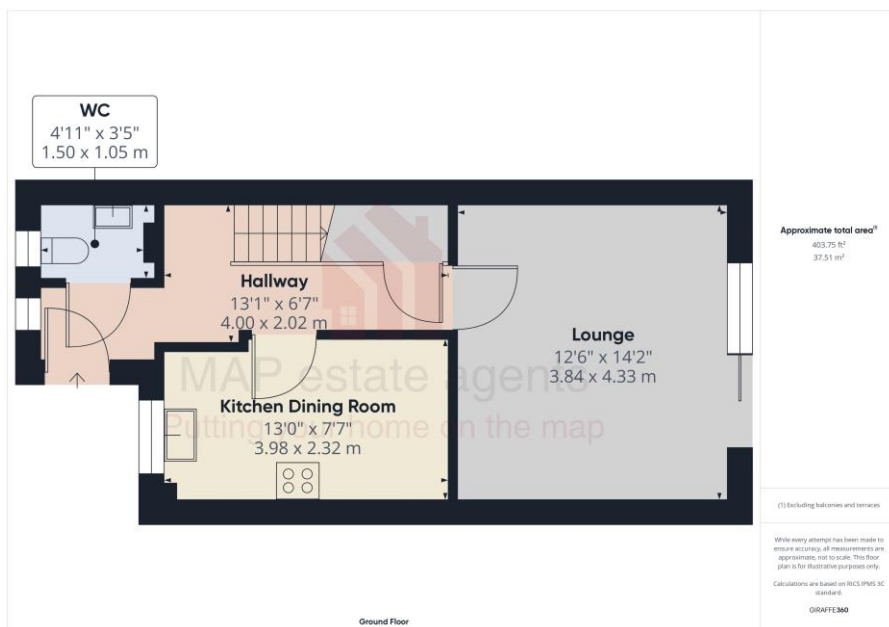 WC
4'11" x 3'5"
1.50 x 1.05 m
Hallway
13'1" x 6'7"
4.00 x 2.02 m
Lounge
12'6" x 14'2"
3.84 x 4.33 m
MAP estate agents
Putting your home on the map
Kitchen Dining Room
13'0" x 7'7"
3.98 x 2.32 m
Ground Floor
Approximate total area⁽¹⁾
403.75 ft²
37.51 m²
(1) Excluding balconies and terraces
While every attempt has been made to
ensure accuracy, all measurements are
approximate, not to scale. This floor
plan is for illustrative purposes only.
Calculations are based on RICS IPMS 3C
standard.
GIRAFFE360